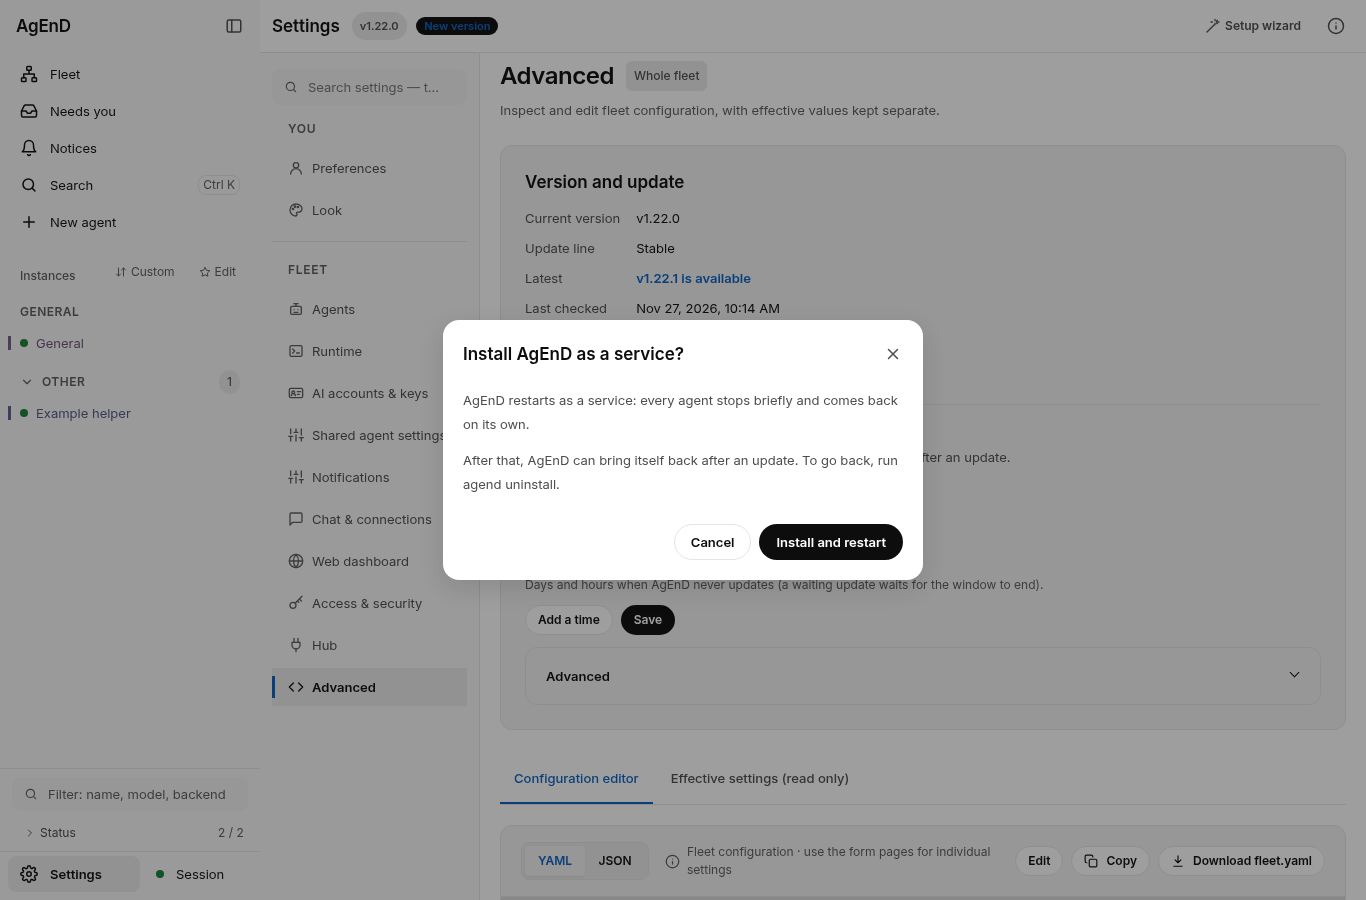 AgEnD
Fleet
Needs you
Notices
Search
Ctrl K
New agent
Instances
Custom
Edit
GENERAL
General
OTHER
1
Example helper
Filter: name, model, backend
Status
2 / 2
Settings
Session
Settings
v1.22.0
New version
Setup wizard
Search settings — t...
YOU
Preferences
Look
FLEET
Agents
Runtime
AI accounts & keys
Shared agent settings
Notifications
Chat & connections
Web dashboard
Access & security
Hub
Advanced
Advanced
Whole fleet
Inspect and edit fleet configuration, with effective values kept separate.
Version and update
Current version
v1.22.0
Update line
Stable
Latest
v1.22.1 is available
Last checked
Nov 27, 2026, 10:14 AM
after an update.
Install AgEnD as a service?
AgEnD restarts as a service: every agent stops briefly and comes back
on its own.
After that, AgEnD can bring itself back after an update. To go back, run
agend uninstall.
Cancel
Install and restart
Days and hours when AgEnD never updates (a waiting update waits for the window to end).
Add a time
Save
Advanced
Configuration editor
Effective settings (read only)
YAML
JSON
Fleet configuration · use the form pages for individual
settings
Edit
Copy
Download fleet.yaml